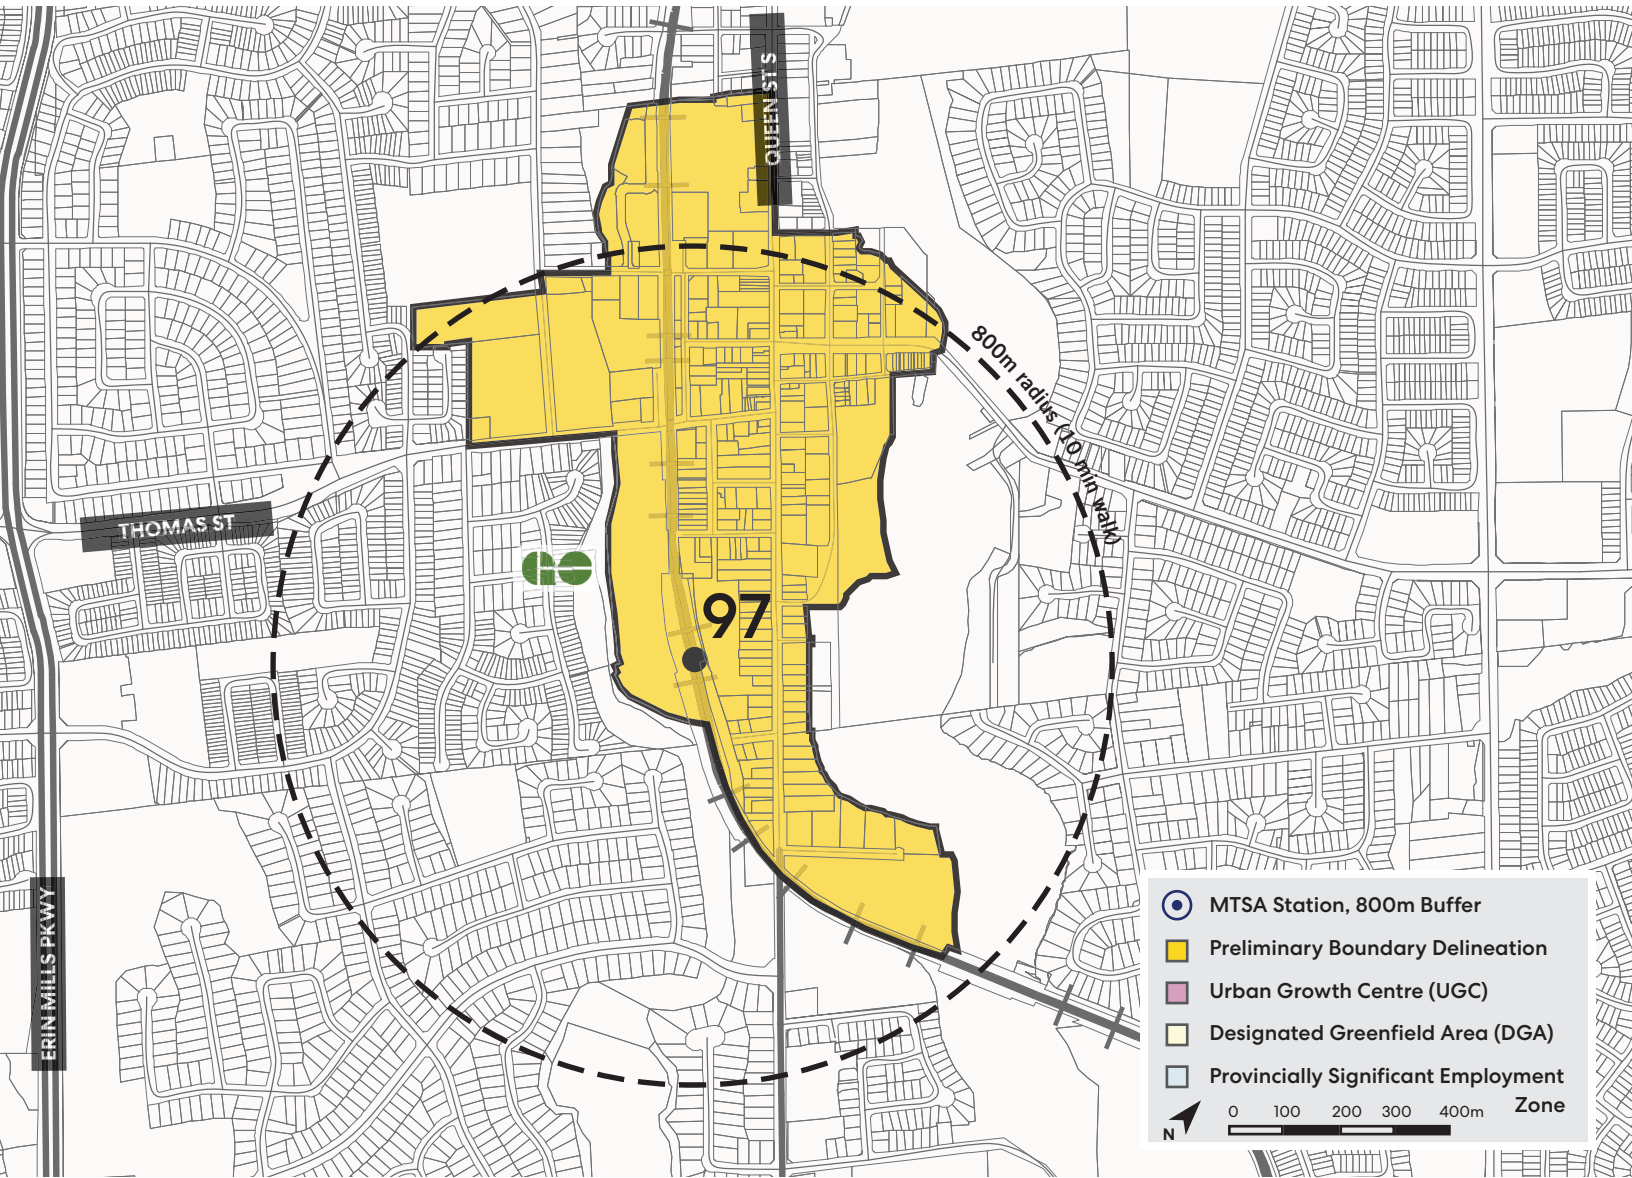 QUEEN ST S
800m radius (10 min walk)
THOMAS ST
GO
97
ERIN MILLS PKWY
MTSA Station, 800m Buffer
Preliminary Boundary Delineation
Urban Growth Centre (UGC)
Designated Greenfield Area (DGA)
Provincially Significant Employment
Zone
0 100 200 300 400m
N